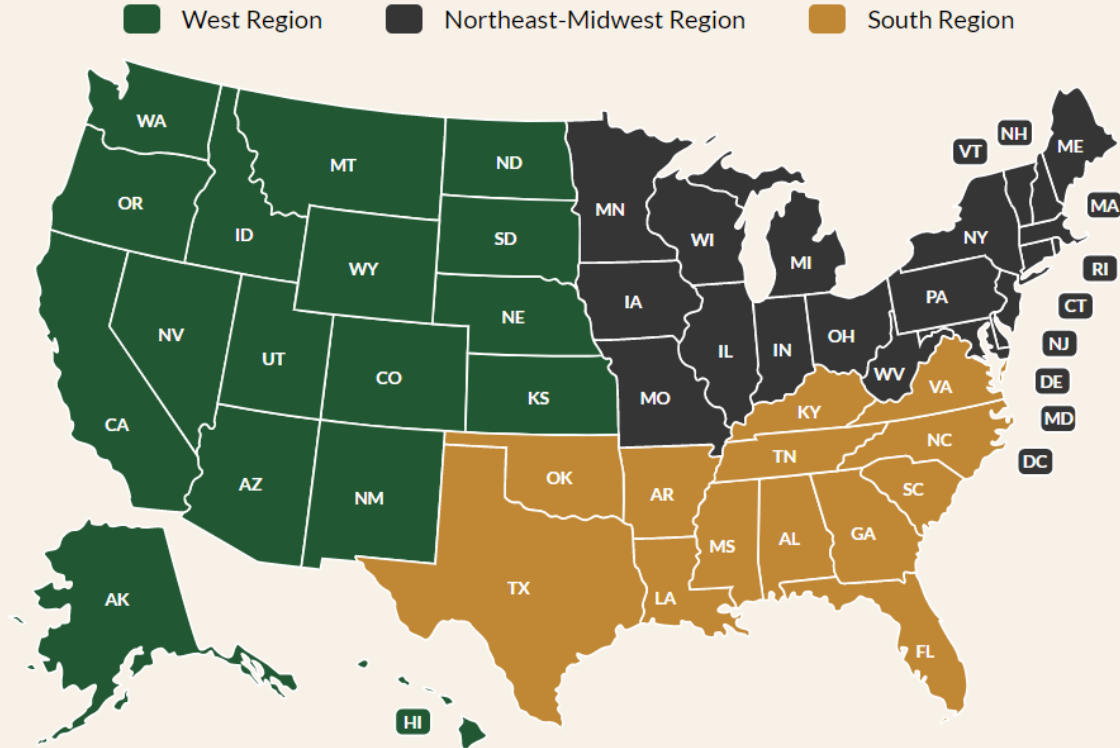 West Region Northeast-Midwest Region South Region
WA
MT
ND
OR
ID
WY
SD
NE
NV
UT
CO
KS
CA
AZ
NM
AK
HI
MN
WI
MI
IA
IL
IN
OH
MO
WV
PA
NY
VT
NH
ME
MA
RI
CT
NJ
DE
MD
DC
KY
VA
TN
NC
OK
AR
SC
MS
AL
GA
TX
LA
FL